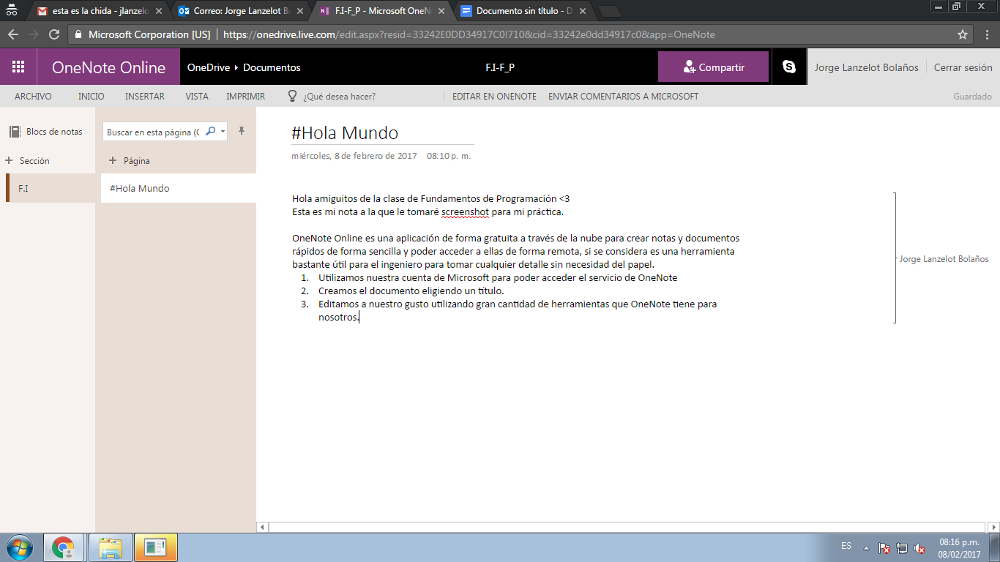 esta es la chida - jlanzelo
Correo: Jorge Lanzelot Bo
F.I-F_P - Microsoft OneN
Documento sin título - D
Microsoft Corporation [US]
https://onedrive.live.com/edit.aspx?resid=33242E0DD34917C0!710&cid=33242e0dd34917c0&app=OneNote
OneNote Online
OneDrive
Documentos
F.I-F_P
Compartir
Jorge Lanzelot Bolaños
Cerrar sesión
ARCHIVO
INICIO
INSERTAR
VISTA
IMPRIMIR
¿Qué desea hacer?
EDITAR EN ONENOTE
ENVIAR COMENTARIOS A MICROSOFT
Guardado
Blocs de notas
Buscar en esta página (C
+ Sección
+ Página
F.I
#Hola Mundo
#Hola Mundo
miércoles, 8 de febrero de 2017 08:10 p. m.
Hola amiguitos de la clase de Fundamentos de Programación <3
Esta es mi nota a la que le tomaré screenshot para mi práctica.
OneNote Online es una aplicación de forma gratuita a través de la nube para crear notas y documentos
rápidos de forma sencilla y poder acceder a ellas de forma remota, si se considera es una herramienta
bastante útil para el ingeniero para tomar cualquier detalle sin necesidad del papel.
1. Utilizamos nuestra cuenta de Microsoft para poder acceder el servicio de OneNote
2. Creamos el documento eligiendo un título.
3. Editamos a nuestro gusto utilizando gran cantidad de herramientas que OneNote tiene para
nosotros.
Jorge Lanzelot Bolaños
ES
08:16 p.m.
08/02/2017